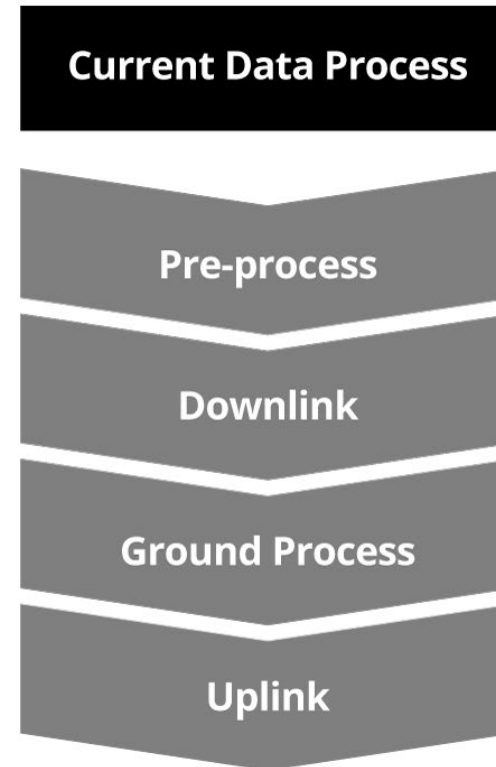 Current Data Process
Pre-process
Downlink
Ground Process
Uplink